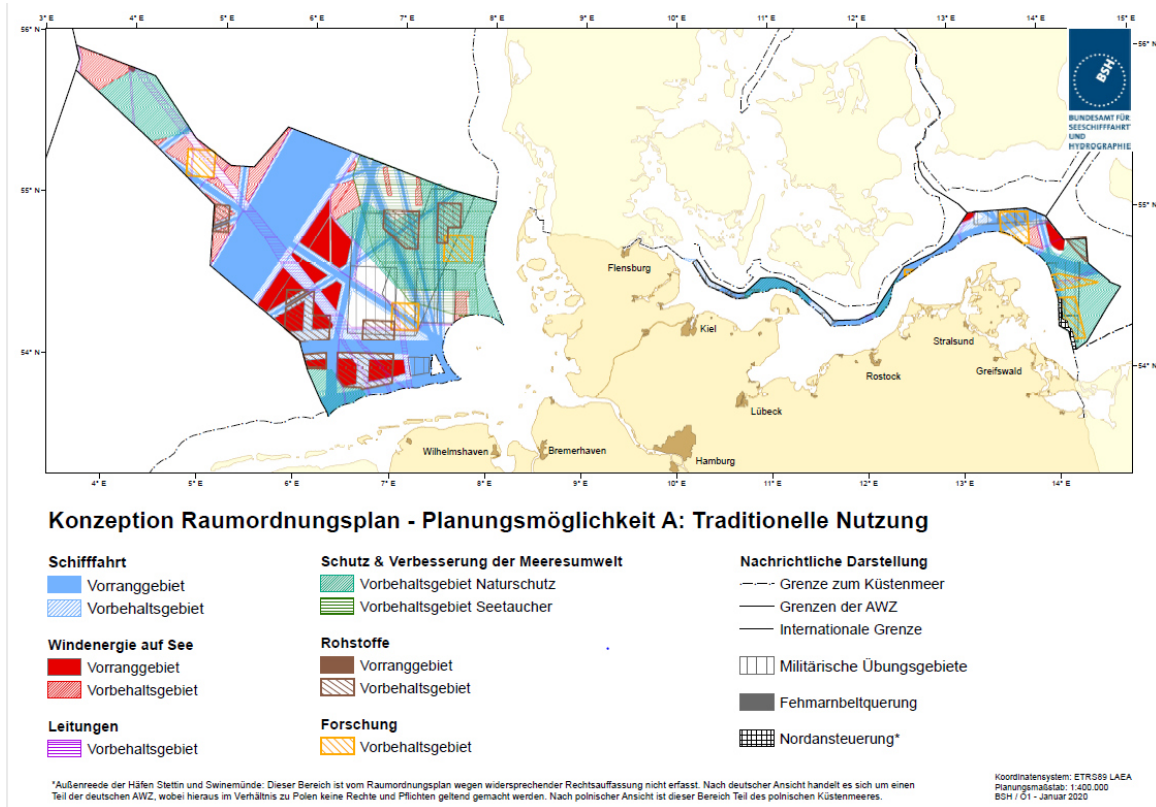 3° E 4° E 5° E 6° E 7° E 8° E 9° E 10° E 11° E 12° E 13° E 14° E 15° E
56° N
56° N
BSH
BUNDESAMT FÜR
SEESCHIFFFAHRT
UND
HYDROGRAPHIE
55° N
55° N
Flensburg
Kiel
Stralsund
54° N
54° N
Rostock
Greifswald
Lübeck
Wilhelmshaven
Bremerhaven
Hamburg
4° E 5° E 6° E 7° E 8° E 9° E 10° E 11° E 12° E 13° E 14° E
Konzeption Raumordnungsplan - Planungsmöglichkeit A: Traditionelle Nutzung
Schifffahrt
Vorranggebiet
Vorbehaltsgebiet
Windenergie auf See
Vorranggebiet
Vorbehaltsgebiet
Leitungen
Vorbehaltsgebiet
Schutz & Verbesserung der Meeresumwelt
Vorbehaltsgebiet Naturschutz
Vorbehaltsgebiet Seetaucher
Rohstoffe
Vorranggebiet
Vorbehaltsgebiet
Forschung
Vorbehaltsgebiet
Nachrichtliche Darstellung
Grenze zum Küstenmeer
Grenzen der AWZ
Internationale Grenze
Militärische Übungsgebiete
Fehmarnbeltquerung
Nordansteuerung*
*Außenreede der Häfen Stettin und Swinemünde: Dieser Bereich ist vom Raumordnungsplan wegen widersprechender Rechtsauffassung nicht erfasst. Nach deutscher Ansicht handelt es sich um einen
Teil der deutschen AWZ, wobei hieraus im Verhältnis zu Polen keine Rechte und Pflichten geltend gemacht werden. Nach polnischer Ansicht ist dieser Bereich Teil des polnischen Küstenmeeres.
Koordinatensystem: ETRS89 LAEA
Planungsmaßstab: 1:400.000
BSH / O1 - Januar 2020